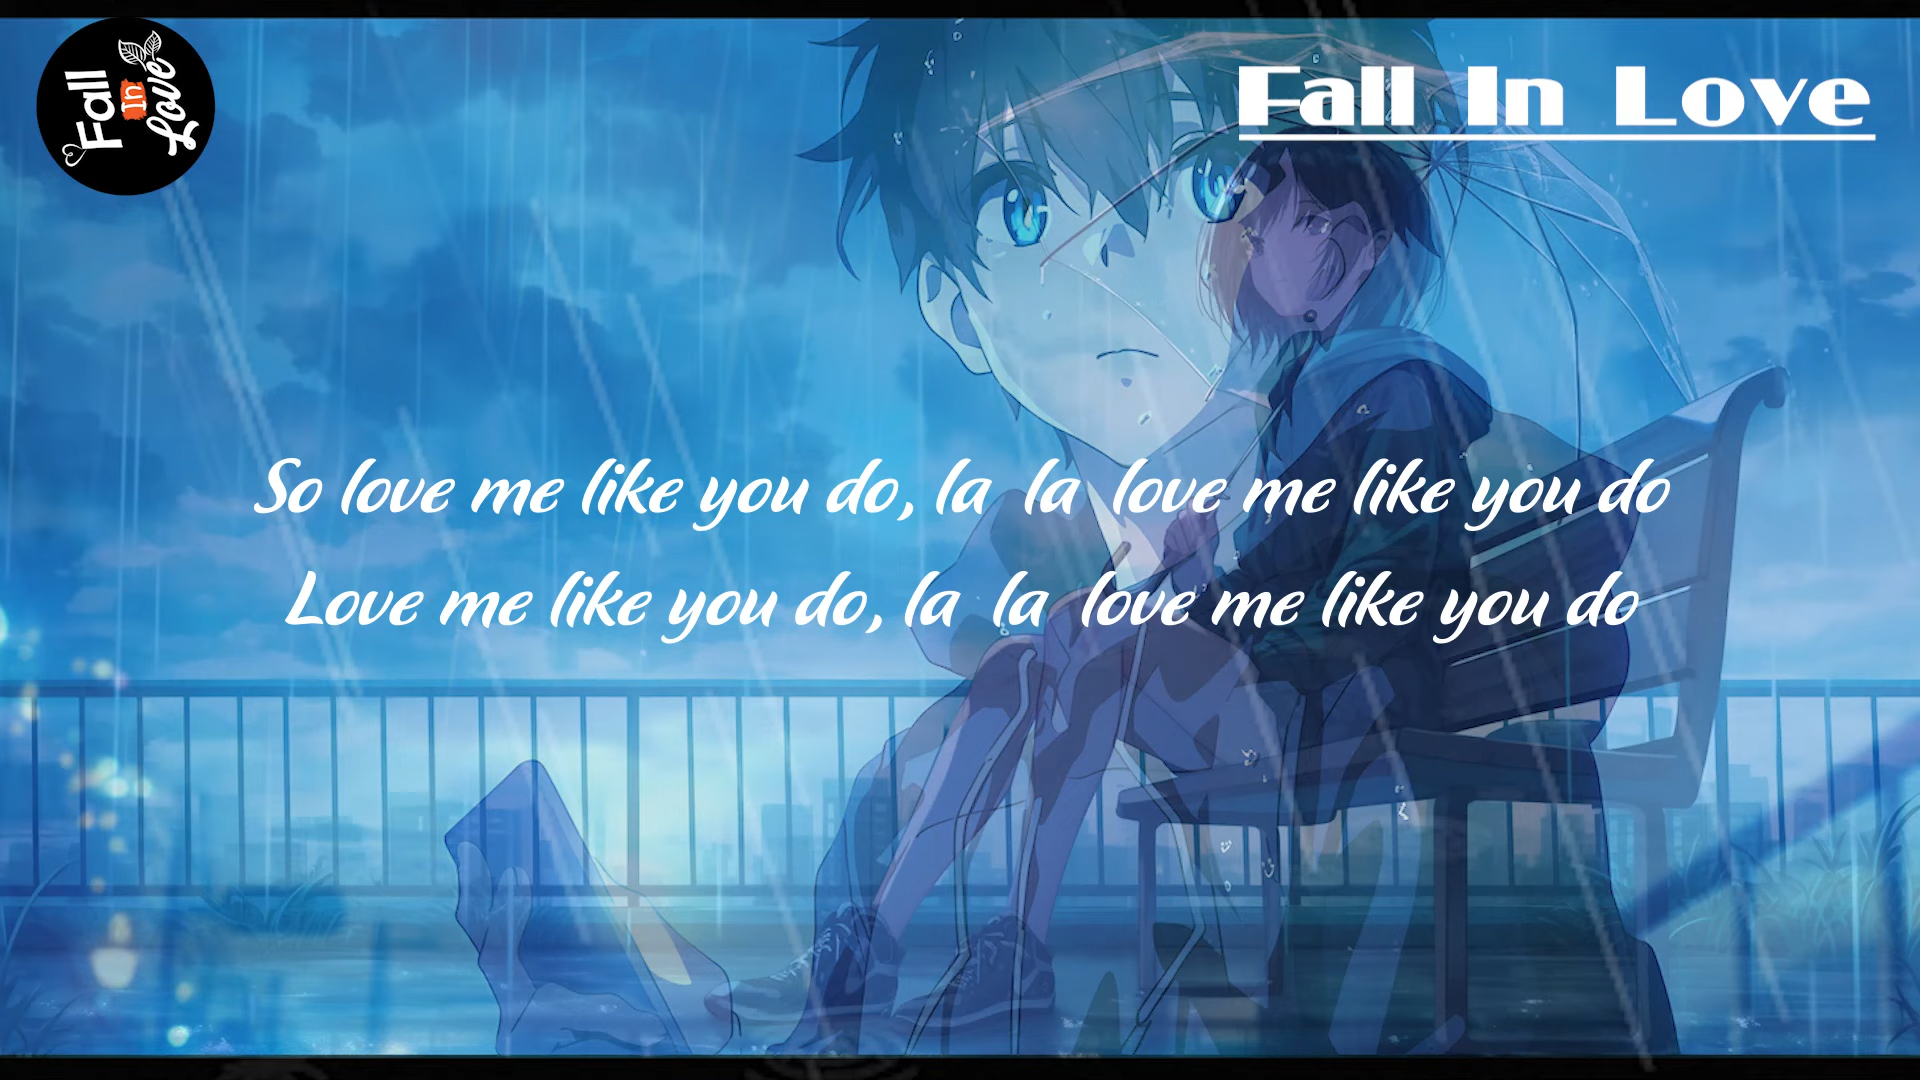 Fall
In
Love
Fall In Love
So love me like you do, la la love me like you do
Love me like you do, la la love me like you do